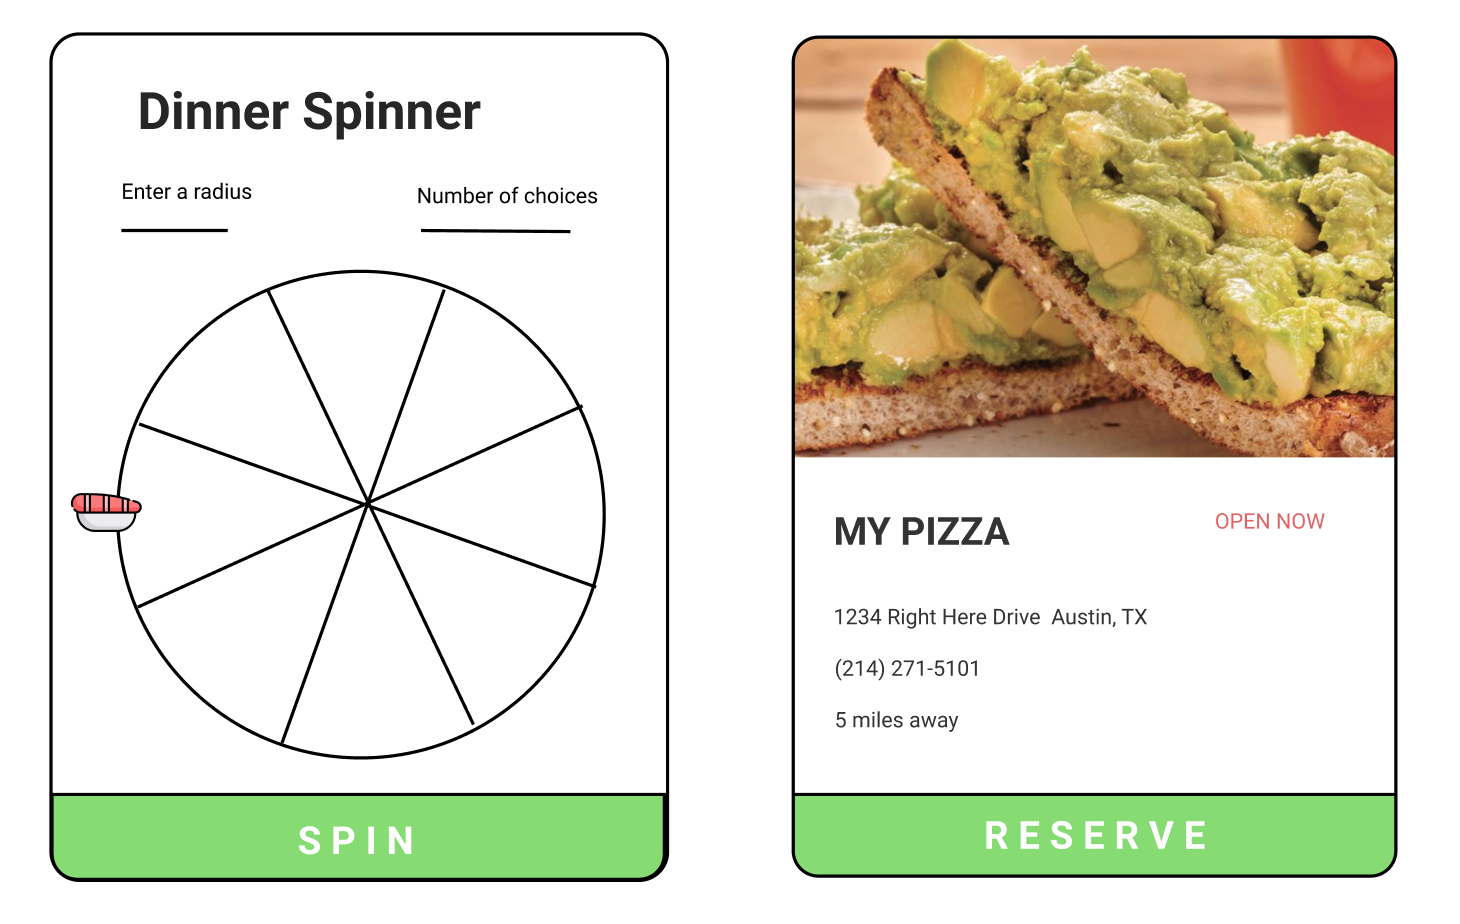 Dinner Spinner
Enter a radius
Number of choices
SPIN
MY PIZZA
OPEN NOW
1234 Right Here Drive  Austin, TX
(214) 271-5101
5 miles away
RESERVE